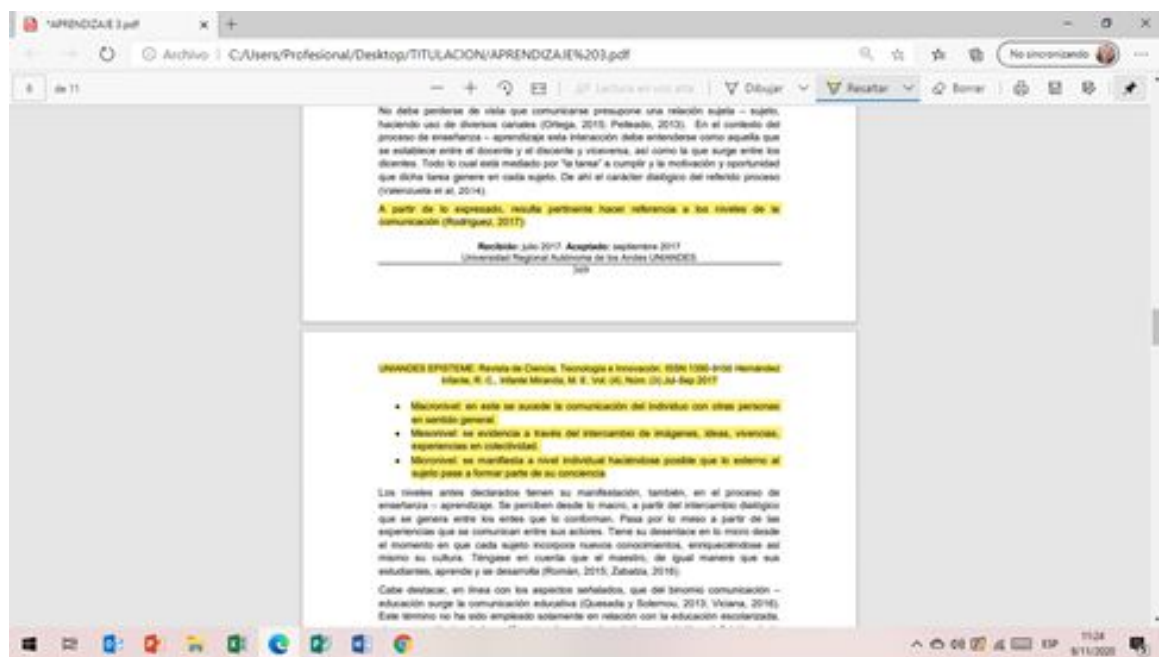 *APRENDIZAJE 3.pdf
Archivo C:/Users/Profesional/Desktop/TITULACION/APRENDIZAJE%203.pdf
No sincronizando
de 11
Lectura en voz alta
Dibujar
Resaltar
Borrar
No debe perderse de vista que comunicarse presupone una relación sujeto – sujeto,
haciendo uso de diversos canales (Ortega, 2015; 2013). En el contexto del
proceso de enseñanza – aprendizaje esta interacción debe entenderse como aquella que
se establece entre el docente y el discente y viceversa, así como la que surge entre los
dicentes. Todo lo cual está mediado por "la tarea" a cumplir y la motivación y oportunidad
que dicha tarea genere en cada sujeto. De ahí el carácter dialógico del referido proceso
(Valenzuela et al, 2014).
A partir de lo expresado, resulta pertinente hacer referencia a los niveles de la
comunicación (Rodríguez, 2017):
Recibido: julio 2017. Aceptado: septiembre 2017
Universidad Regional Autónoma de los Andes UNIANDES
369
UNIANDES EPISTEME: Revista de Ciencia, Tecnología e Innovación. ISSN 1390-9150 Hernández
Infante, R. C., Infante Miranda, M. E. Vol. (4) Núm. (3) Jul-Sep 2017
• Macronivel: en este se sucede la comunicación del individuo con otras personas
en sentido general.
• Mesonivel: se evidencia a través del intercambio de imágenes, ideas, vivencias,
experiencias en colectividad.
• Micronivel: se manifiesta a nivel individual haciéndose posible que lo externo al
sujeto pase a formar parte de su conciencia.
Los niveles antes declarados tienen su manifestación, también, en el proceso de
enseñanza – aprendizaje. Se perciben desde lo macro, a partir del intercambio dialógico
que se genera entre los entes que lo conforman. Pasa por lo meso a partir de las
experiencias que se comunican entre sus actores. Tiene su desenlace en lo micro desde
el momento en que cada sujeto incorpora nuevos conocimientos, enriqueciéndose así
mismo su cultura. Téngase en cuenta que el maestro, de igual manera que sus
estudiantes, aprende y se desarrolla (Román, 2015; Zabalza, 2016).
Cabe destacar, en línea con los aspectos señalados, que del binomio comunicación –
educación surge la comunicación educativa (Quesada y Solernou, 2013; Viciana, 2016).
Este término no ha sido empleado solamente en relación con la educación escolarizada,
ESP
11:24
9/11/2020